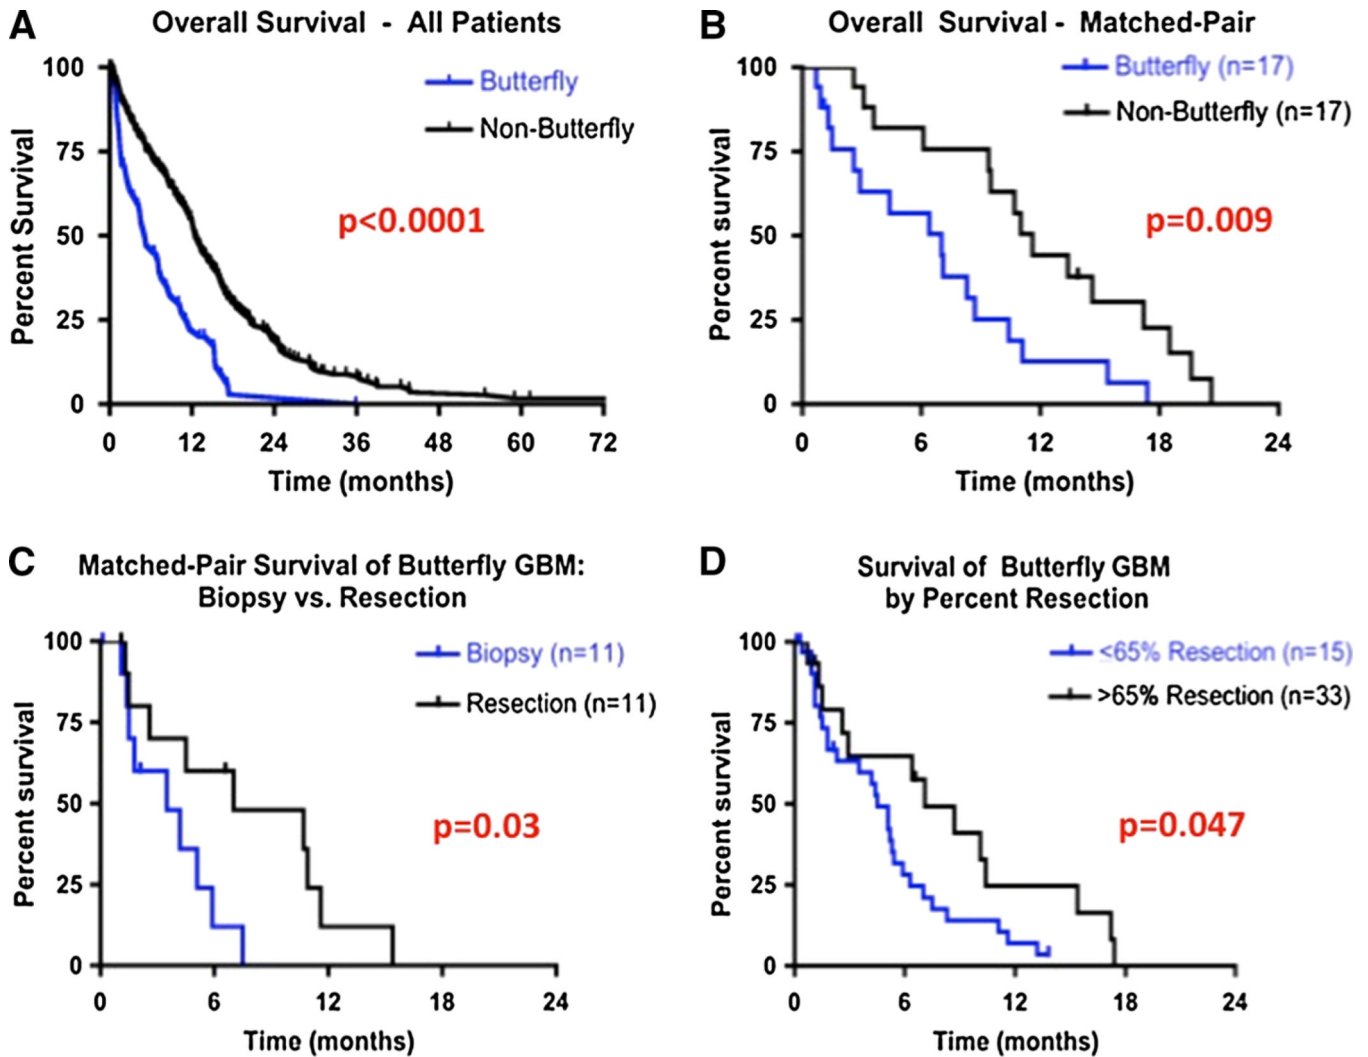 A
Overall Survival - All Patients
100
75
50
25
0
Percent Survival
Butterfly
Non-Butterfly
p<0.0001
0 12 24 36 48 60 72
Time (months)
B
Overall Survival - Matched-Pair
100
75
50
25
0
Percent survival
Butterfly (n=17)
Non-Butterfly (n=17)
p=0.009
0 6 12 18 24
Time (months)
C
Matched-Pair Survival of Butterfly GBM:
Biopsy vs. Resection
100
75
50
25
0
Percent survival
Biopsy (n=11)
Resection (n=11)
p=0.03
0 6 12 18 24
Time (months)
D
Survival of Butterfly GBM
by Percent Resection
100
75
50
25
0
Percent survival
<65% Resection (n=15)
>65% Resection (n=33)
p=0.047
0 6 12 18 24
Time (months)